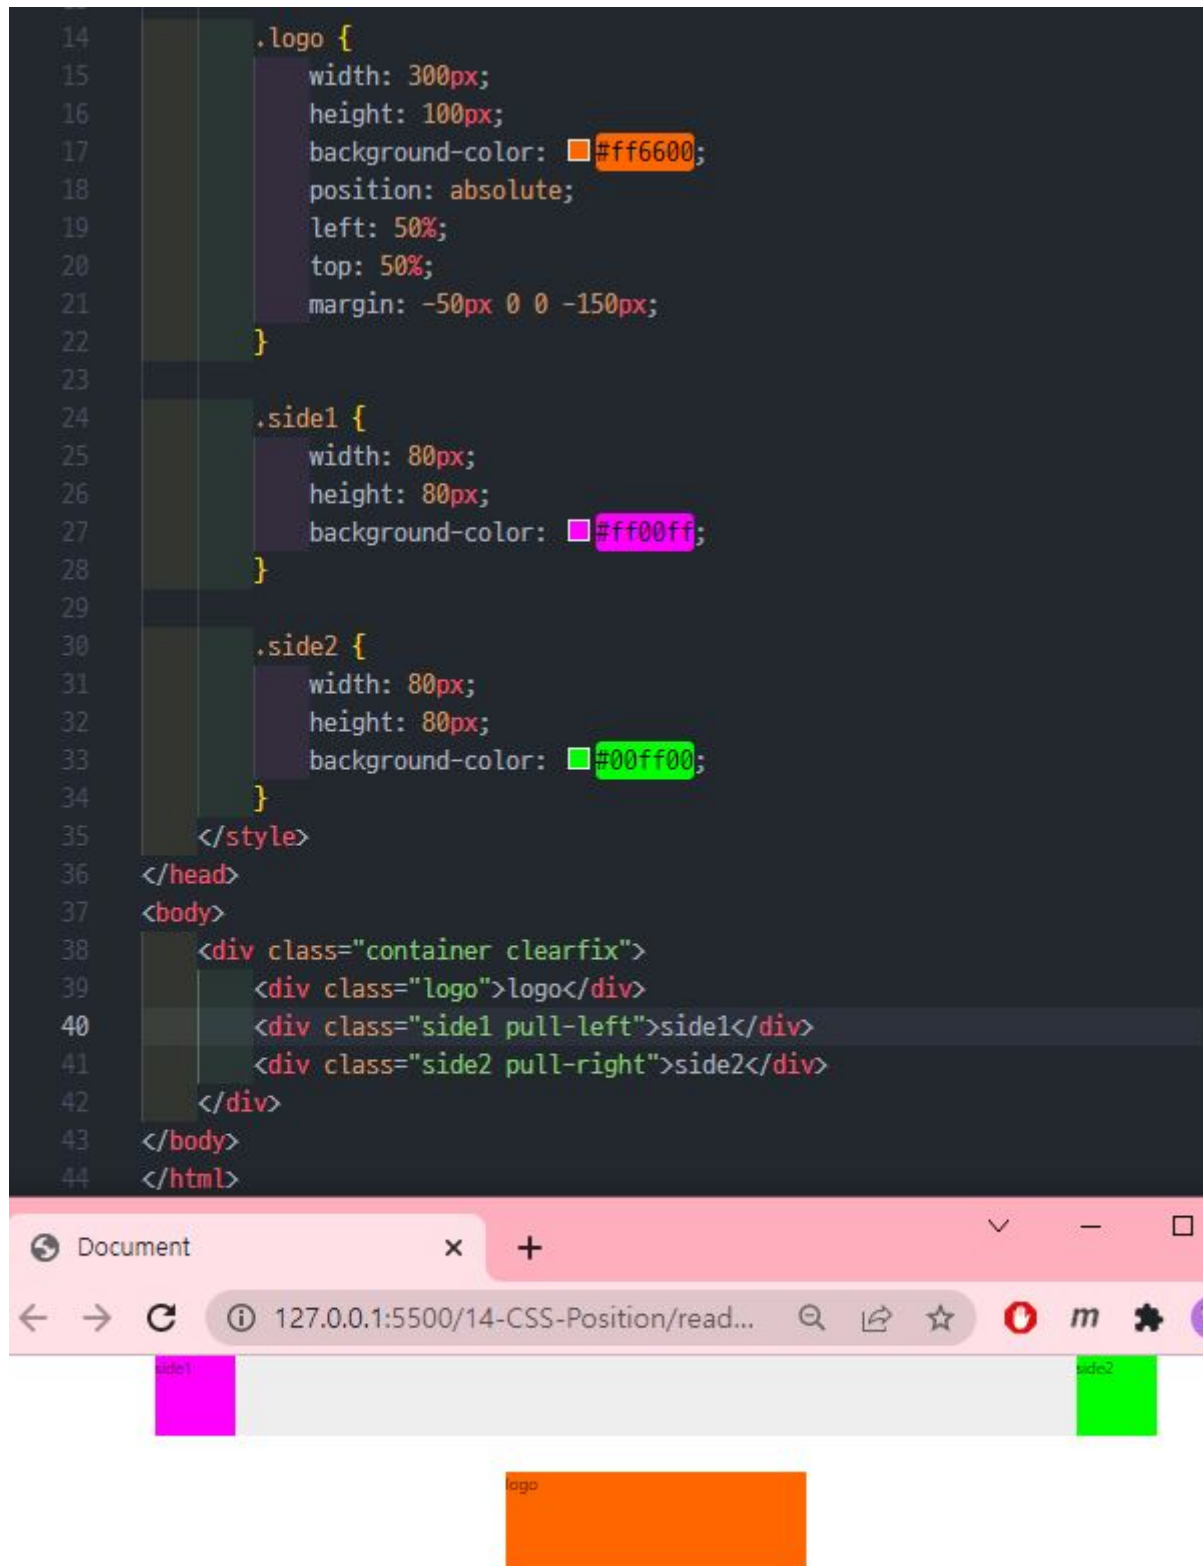 14 .logo {
15 width: 300px;
16 height: 100px;
17 background-color: #ff6600;
18 position: absolute;
19 left: 50%;
20 top: 50%;
21 margin: -50px 0 0 -150px;
22 }
23
24 .side1 {
25 width: 80px;
26 height: 80px;
27 background-color: #ff00ff;
28 }
29
30 .side2 {
31 width: 80px;
32 height: 80px;
33 background-color: #00ff00;
34 }
35 </style>
36 </head>
37 <body>
38 <div class="container clearfix">
39 <div class="logo">logo</div>
40 <div class="side1 pull-left">side1</div>
41 <div class="side2 pull-right">side2</div>
42 </div>
43 </body>
44 </html>
Document
127.0.0.1:5500/14-CSS-Position/read... m
side1 side2
logo